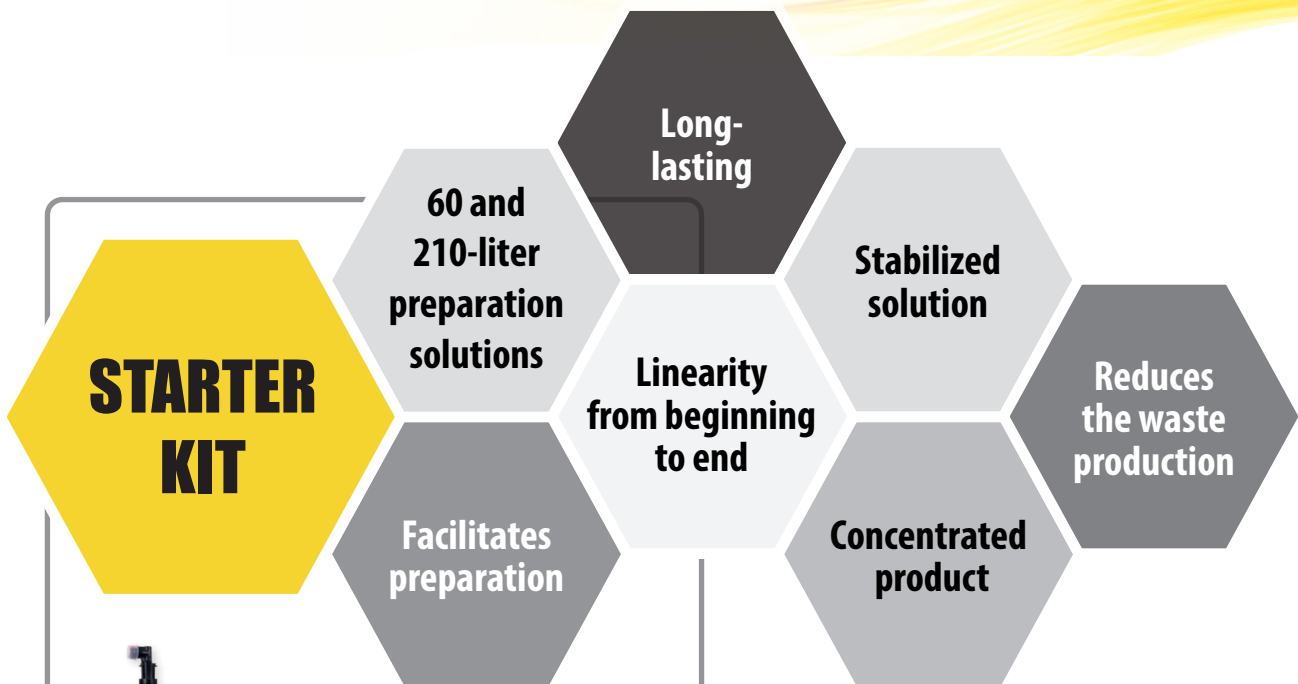 Long-
lasting
60 and
210-liter
preparation
solutions
Stabilized
solution
STARTER
KIT
Linearity
from beginning
to end
Reduces
the waste
production
Facilitates
preparation
Concentrated
product